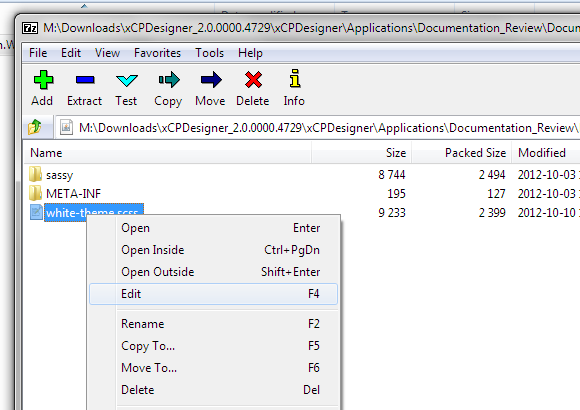 M:\Downloads\xCPDesigner_2.0.0000.4729\xCPDesigner\Applications\Documentation_Review\Docu
File Edit View Favorites Tools Help
Add Extract Test Copy Move Delete Info
M:\Downloads\xCPDesigner_2.0.0000.4729\xCPDesigner\Applications\Documentation_Review\
Name Size Packed Size Modified
sassy 8 744 2 494 2012-10-03 1
META-INF 195 127 2012-10-03
white-theme.scss 9 233 2 399 2012-10-10
Open Enter
Open Inside Ctrl+PgDn
Open Outside Shift+Enter
Edit F4
Rename F2
Copy To... F5
Move To... F6
Delete Del